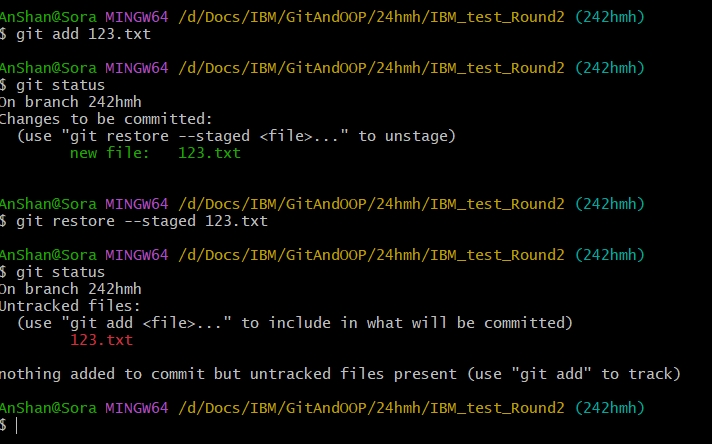 AnShan@Sora MINGW64 /d/Docs/IBM/GitAndOOP/24hmh/IBM_test_Round2 (242hmh)
$ git add 123.txt
AnShan@Sora MINGW64 /d/Docs/IBM/GitAndOOP/24hmh/IBM_test_Round2 (242hmh)
$ git status
On branch 242hmh
Changes to be committed:
  (use "git restore --staged <file>..." to unstage)
        new file:   123.txt
AnShan@Sora MINGW64 /d/Docs/IBM/GitAndOOP/24hmh/IBM_test_Round2 (242hmh)
$ git restore --staged 123.txt
AnShan@Sora MINGW64 /d/Docs/IBM/GitAndOOP/24hmh/IBM_test_Round2 (242hmh)
$ git status
On branch 242hmh
Untracked files:
  (use "git add <file>..." to include in what will be committed)
        123.txt
nothing added to commit but untracked files present (use "git add" to track)
AnShan@Sora MINGW64 /d/Docs/IBM/GitAndOOP/24hmh/IBM_test_Round2 (242hmh)
$